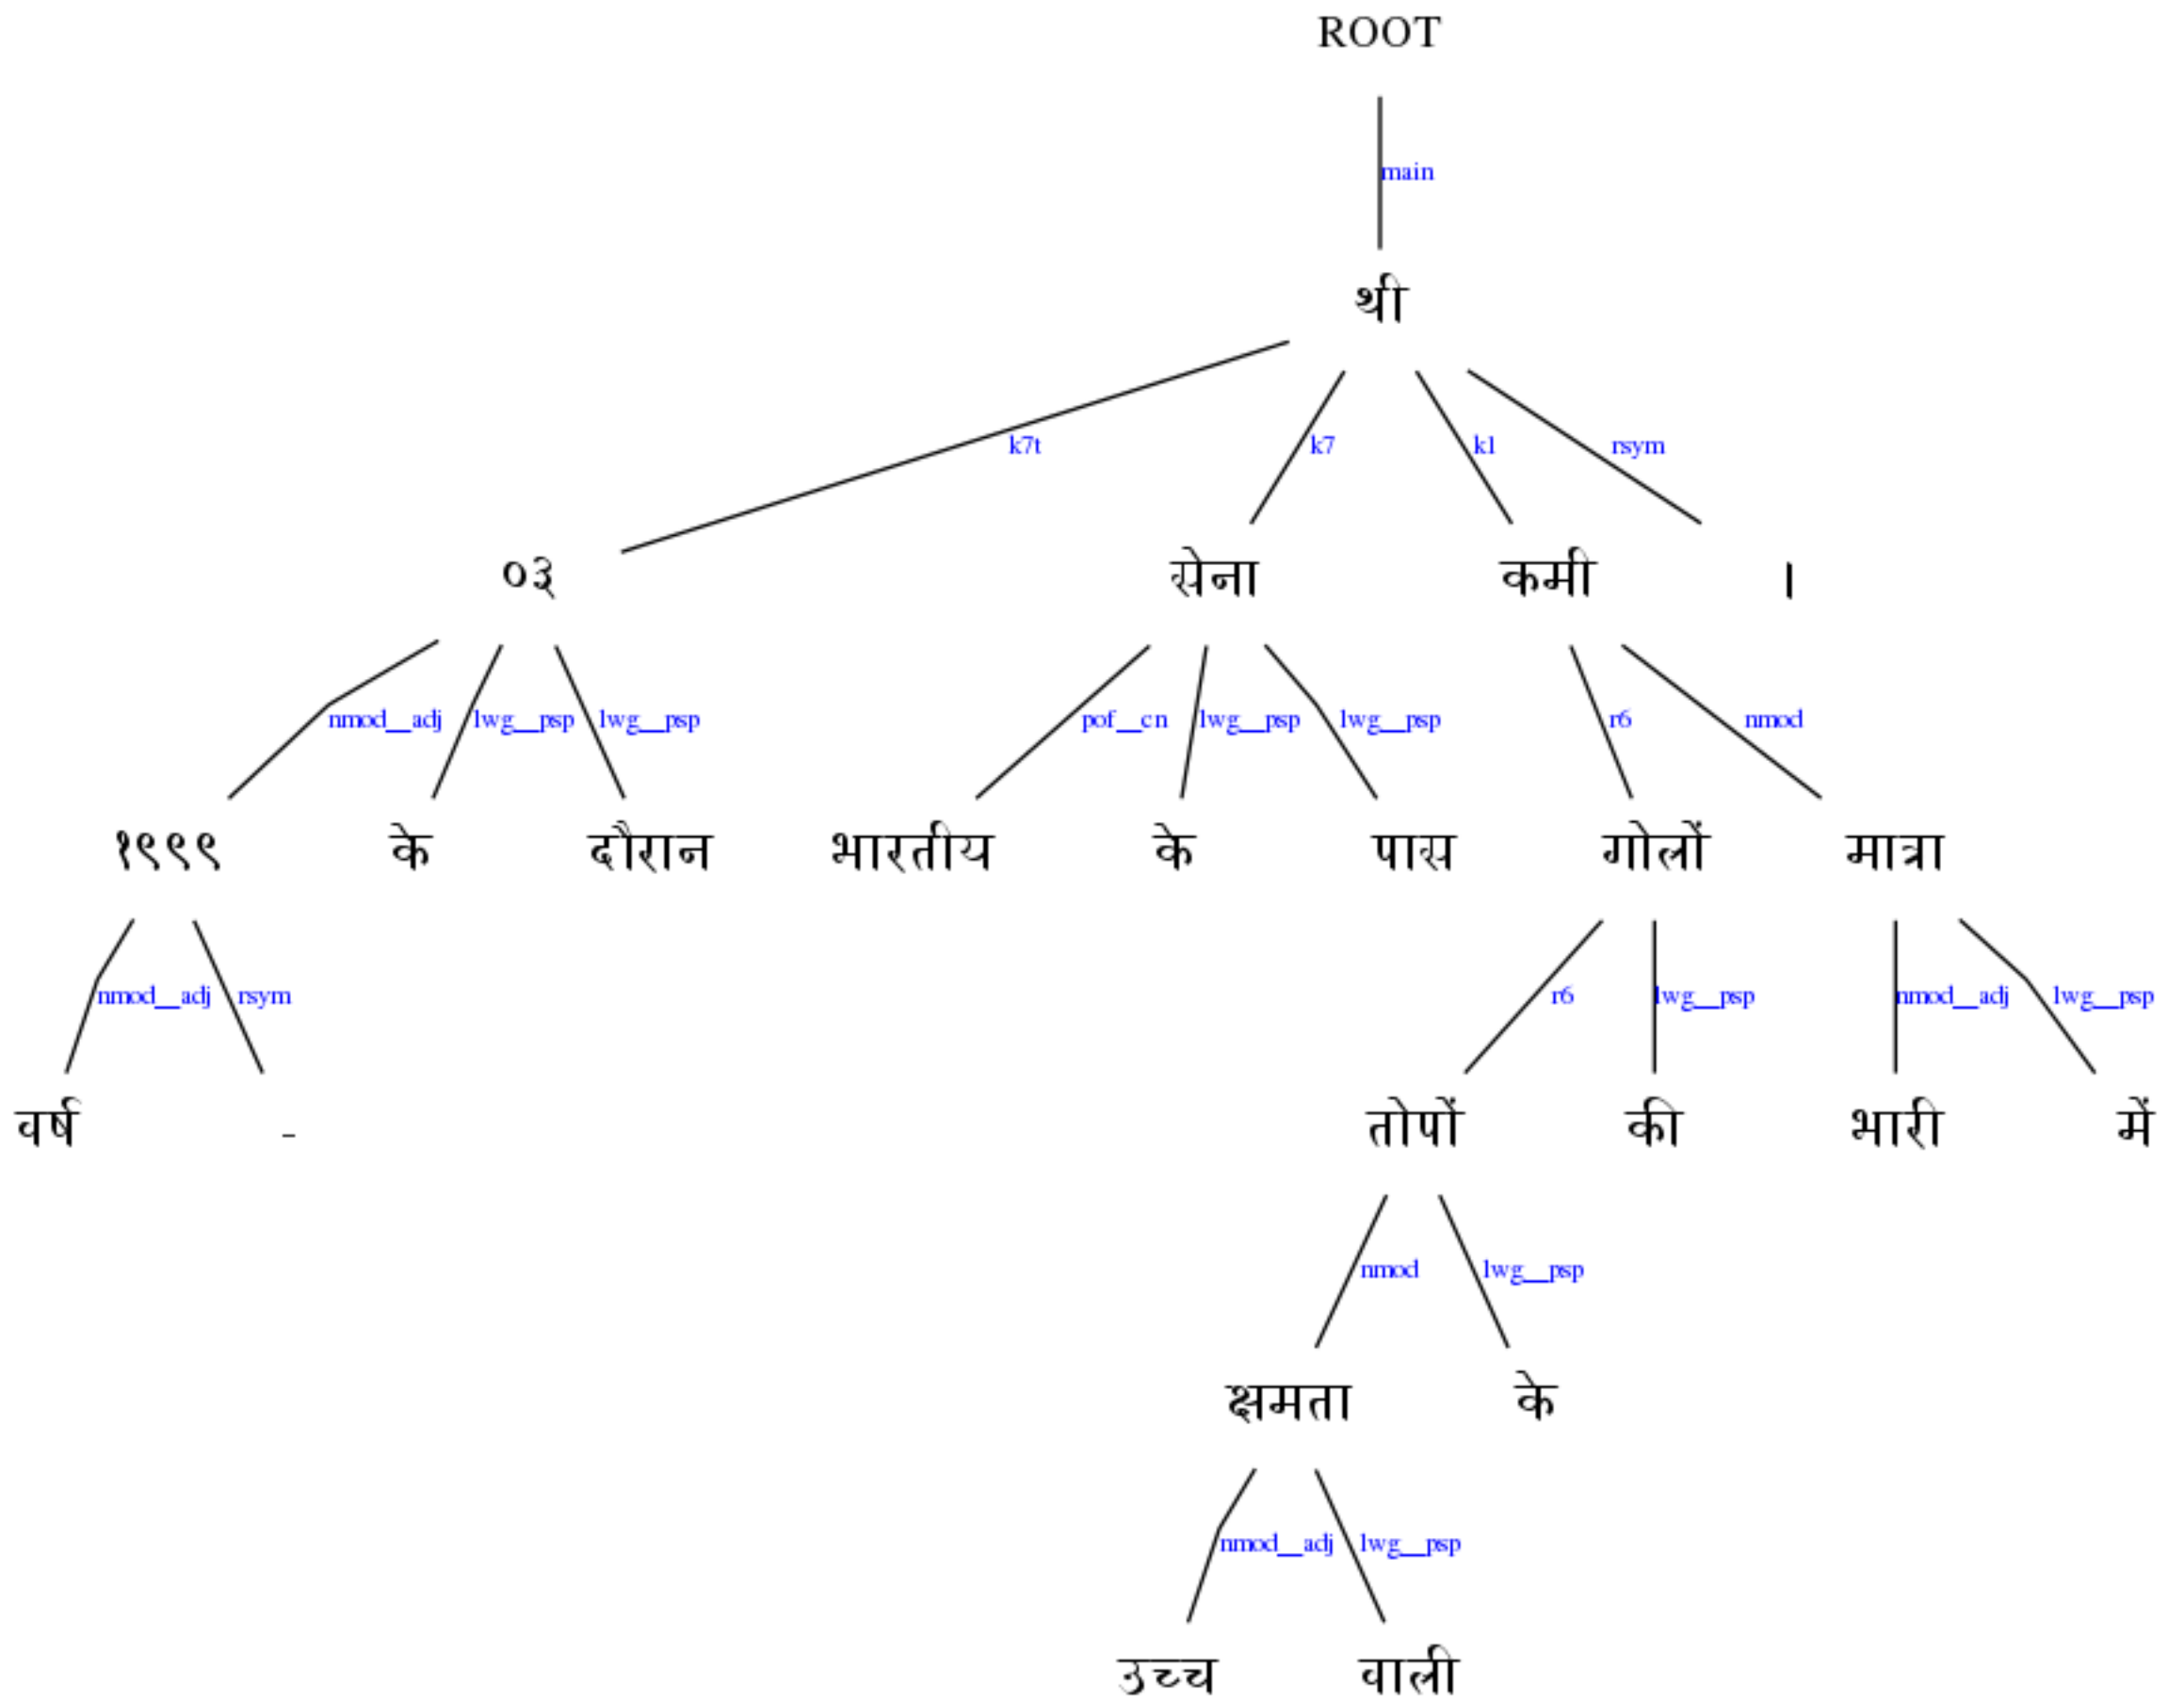 ROOT
main
थी
k7t k7 k1 rsym
०३ सेना कमी ।
nmod__adj lwg__psp lwg__psp pof__cn lwg__psp lwg__psp r6 nmod
१९९९ के दौरान भारतीय के पास गोलों मात्रा
nmod__adj rsym r6 lwg__psp nmod__adj lwg__psp
वर्ष - तोपों की भारी में
nmod lwg__psp
क्षमता के
nmod__adj lwg__psp
उच्च वाली